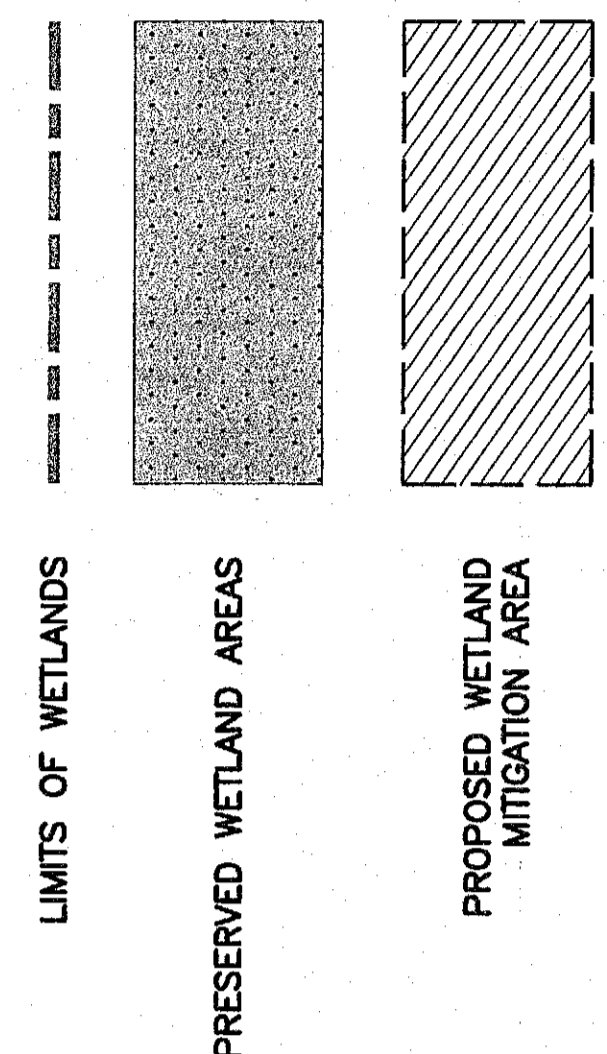 LIMITS OF WETLANDS
PRESERVED WETLAND AREAS
PROPOSED WETLAND
MITIGATION AREA